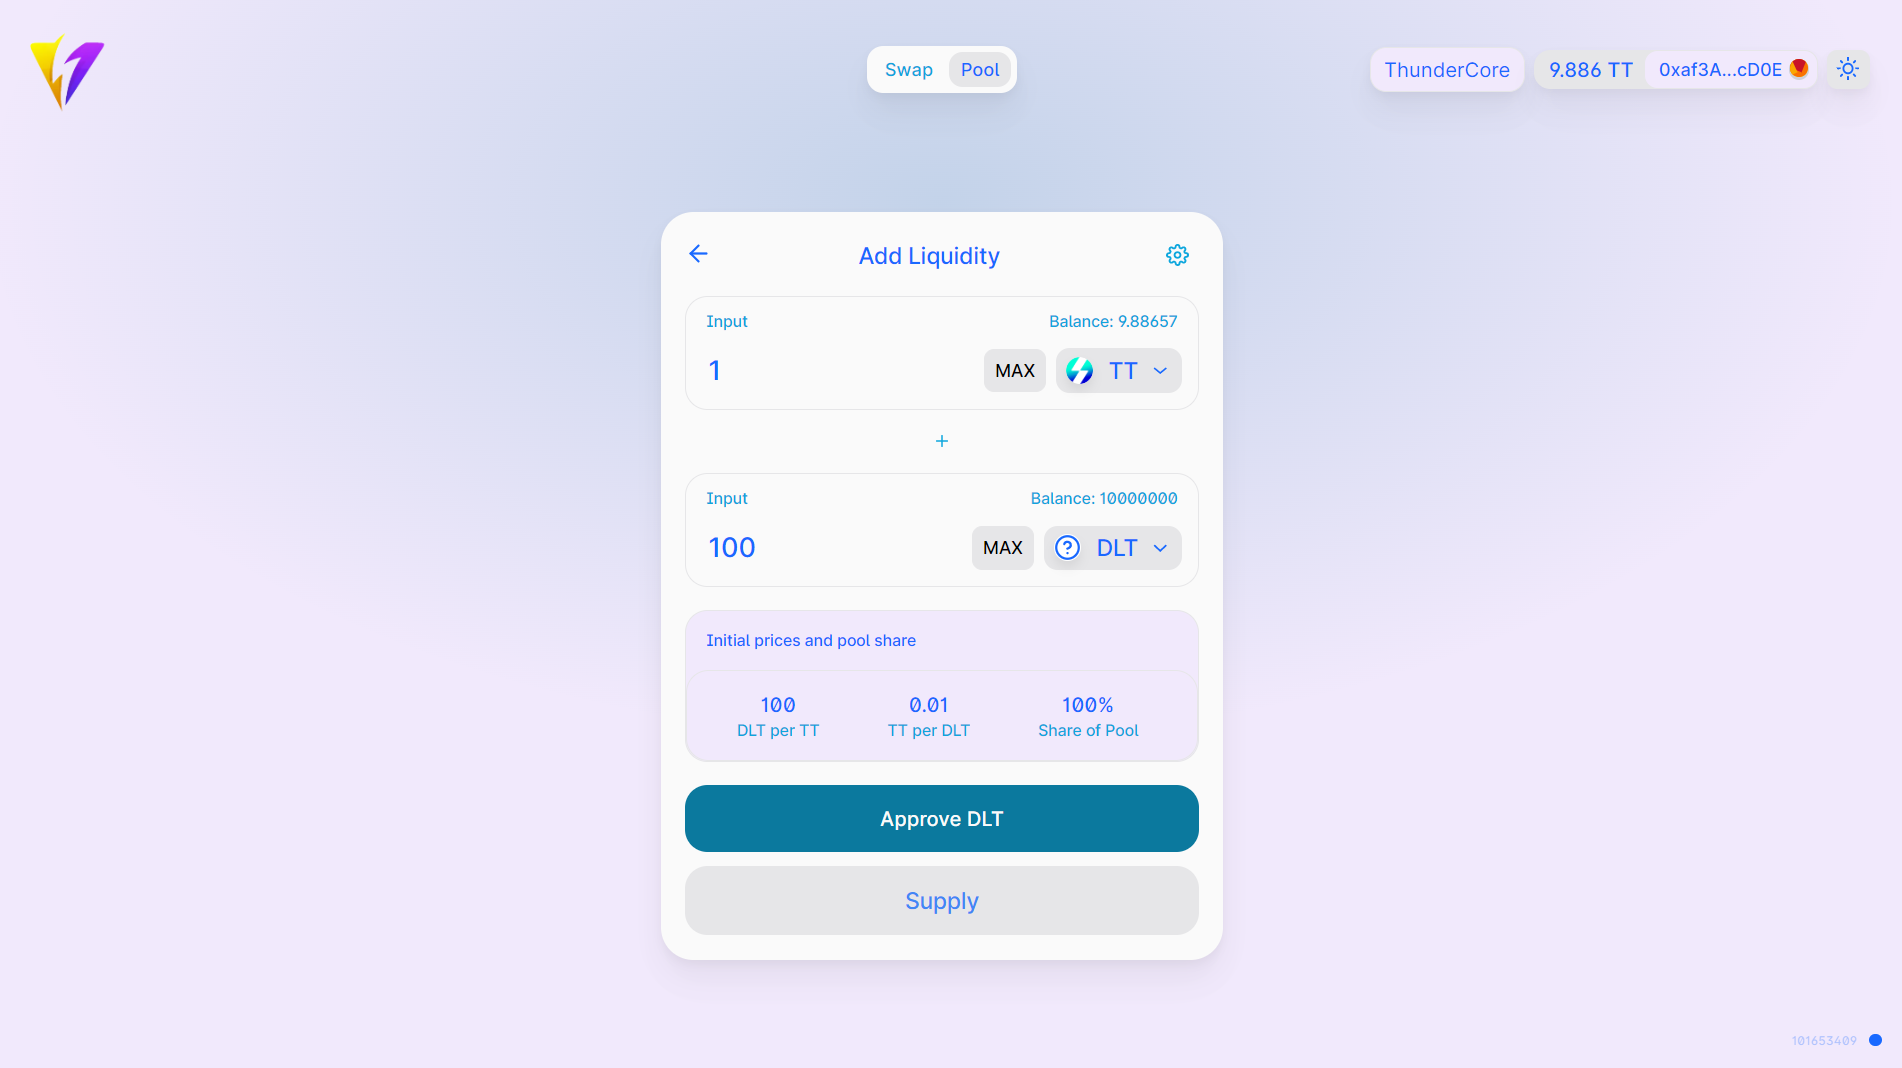 Swap Pool
ThunderCore 9.886 TT 0xaf3A...cD0E
Add Liquidity
Input Balance: 9.88657
1 MAX TT
+
Input Balance: 10000000
100 MAX ? DLT
Initial prices and pool share
100 0.01 100%
DLT per TT TT per DLT Share of Pool
Approve DLT
Supply
101653409